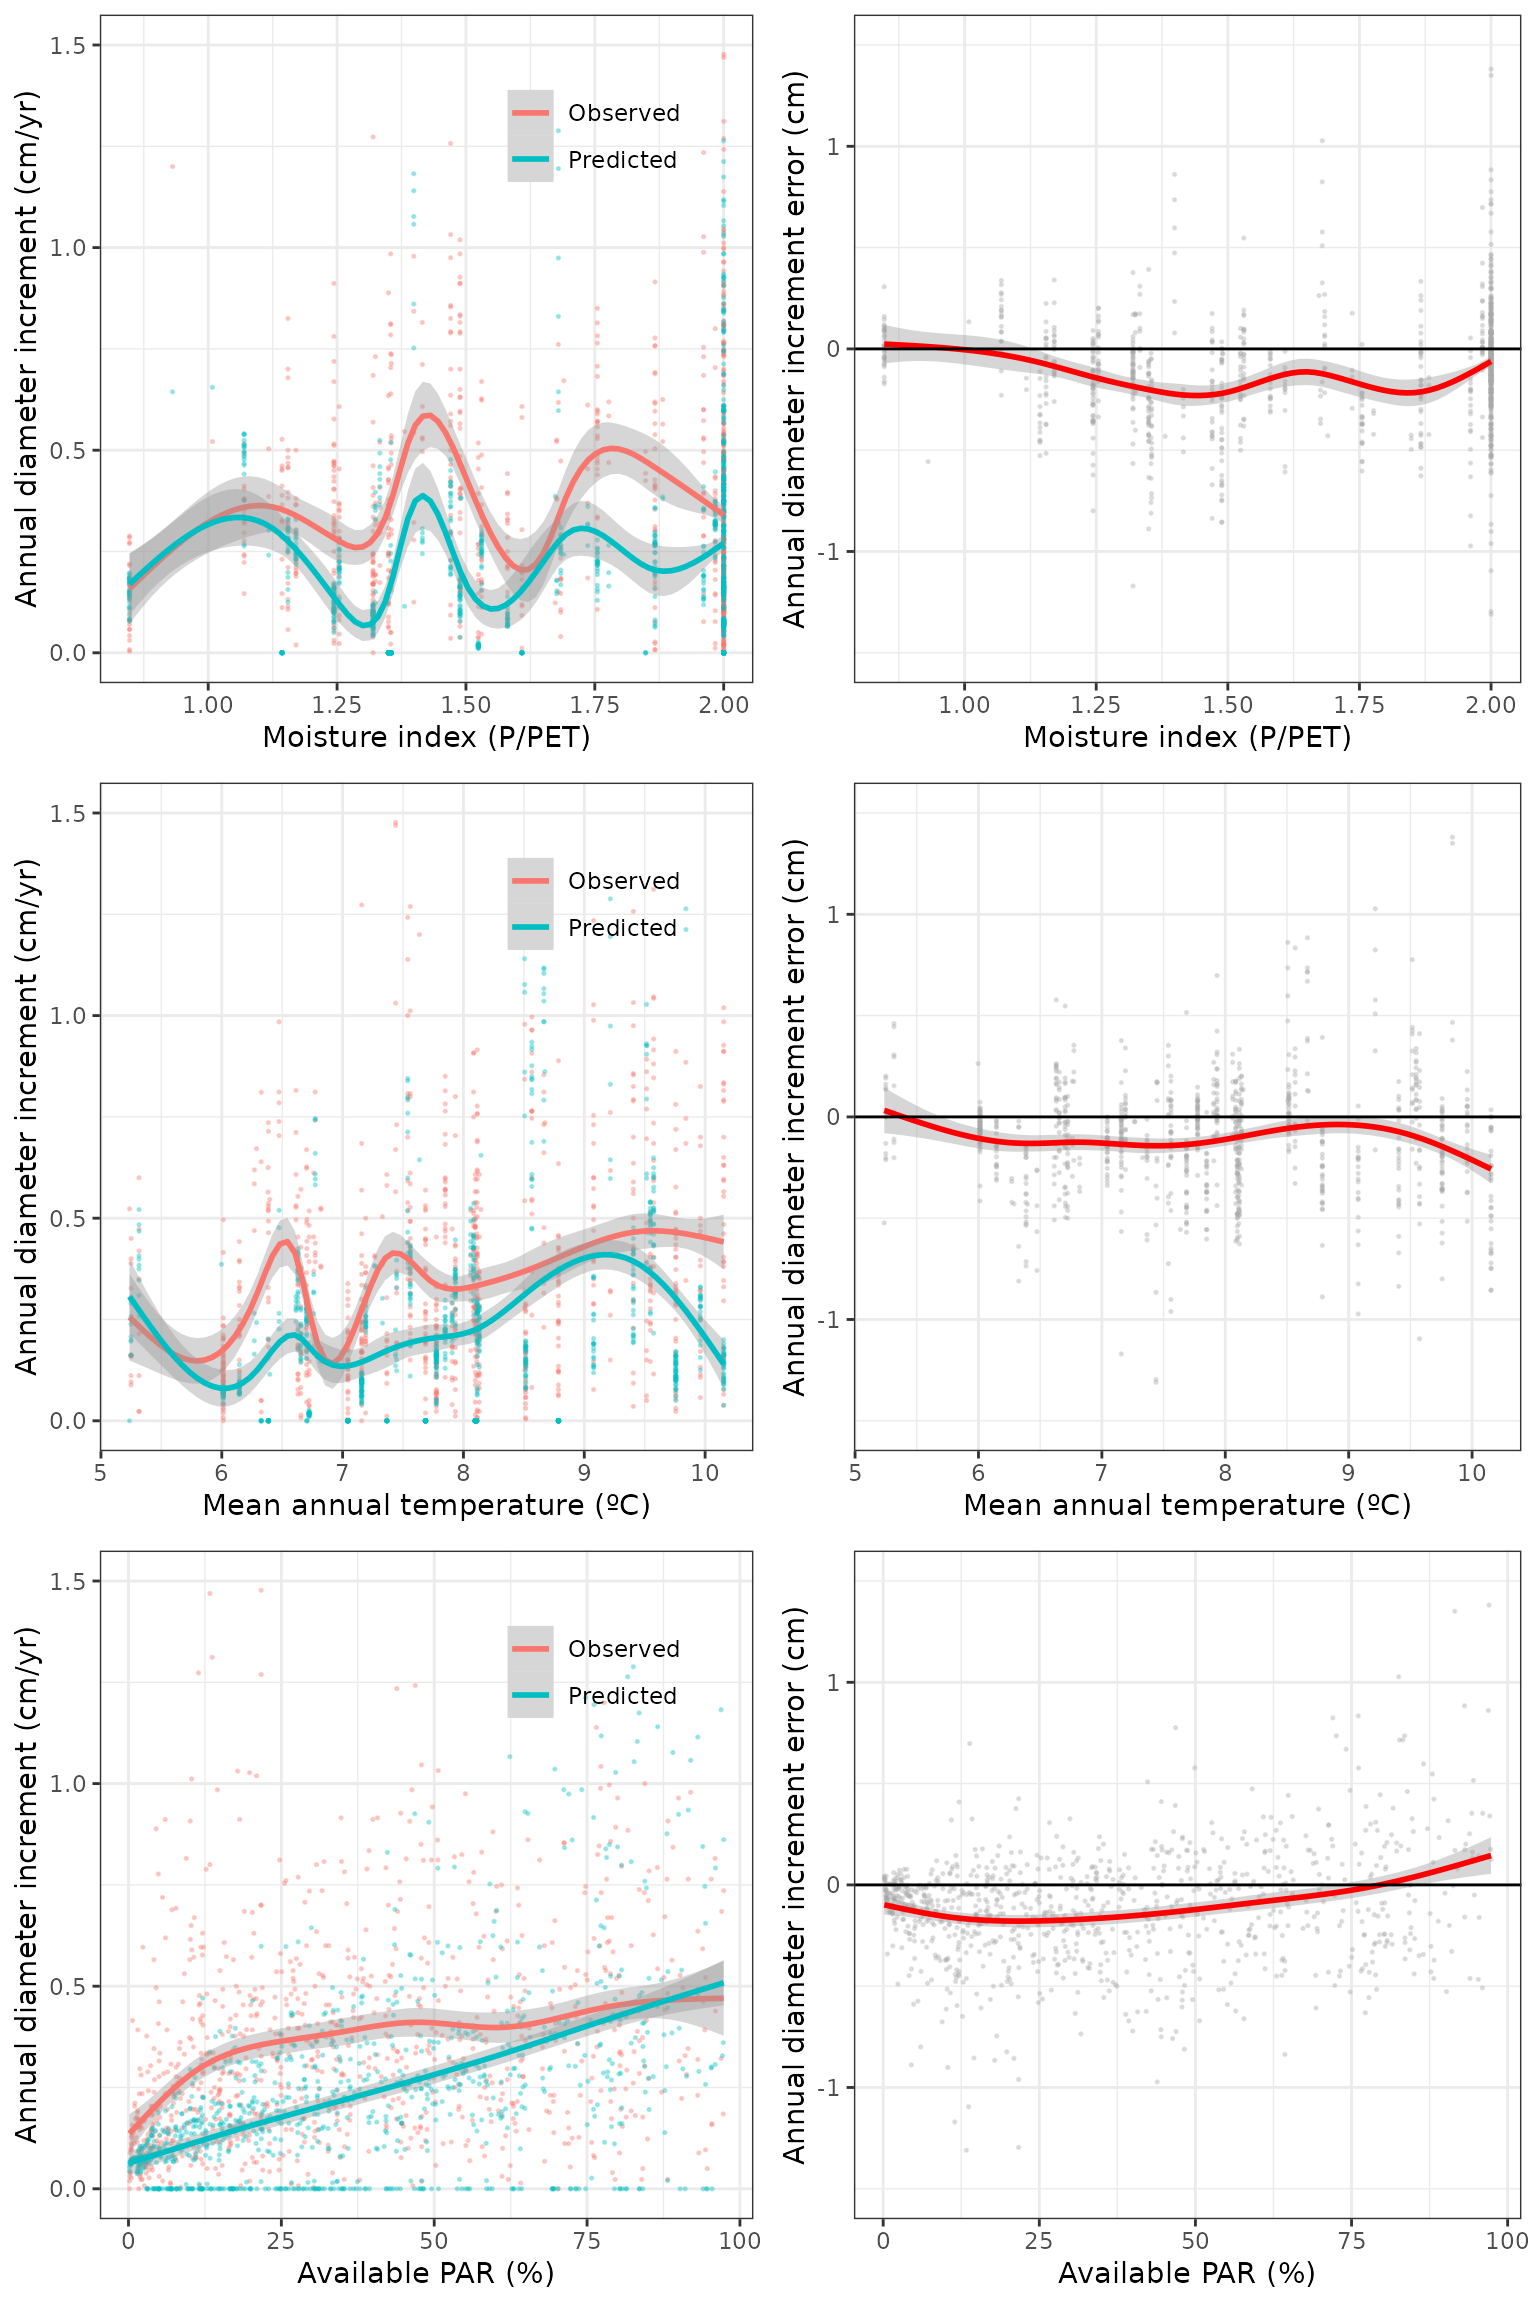 1.5
1.0
0.5
0.0
Annual diameter increment (cm/yr)
Observed
Predicted
1.00 1.25 1.50 1.75 2.00
Moisture index (P/PET)
1
0
-1
Annual diameter increment error (cm)
1.00 1.25 1.50 1.75 2.00
Moisture index (P/PET)
1.5
1.0
0.5
0.0
Annual diameter increment (cm/yr)
Observed
Predicted
5 6 7 8 9 10
Mean annual temperature (ºC)
1
0
-1
Annual diameter increment error (cm)
5 6 7 8 9 10
Mean annual temperature (ºC)
1.5
1.0
0.5
0.0
Annual diameter increment (cm/yr)
Observed
Predicted
0 25 50 75 100
Available PAR (%)
1
0
-1
Annual diameter increment error (cm)
0 25 50 75 100
Available PAR (%)